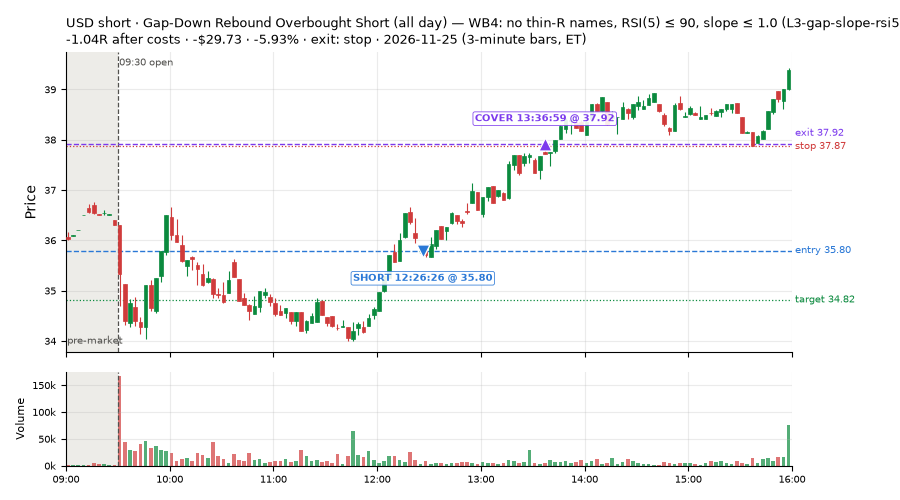 USD short · Gap-Down Rebound Overbought Short (all day) — WB4: no thin-R names, RSI(5) ≤ 90, slope ≤ 1.0 (L3-gap-slope-rsi5
-1.04R after costs · -$29.73 · -5.93% · exit: stop · 2026-11-25 (3-minute bars, ET)
09:30 open
39
COVER 13:36:59 @ 37.92
exit 37.92
38
stop 37.87
37
Price
36
entry 35.80
SHORT 12:26:26 @ 35.80
35
target 34.82
34
pre-market
150k
100k
Volume
50k
0k
09:00 10:00 11:00 12:00 13:00 14:00 15:00 16:00